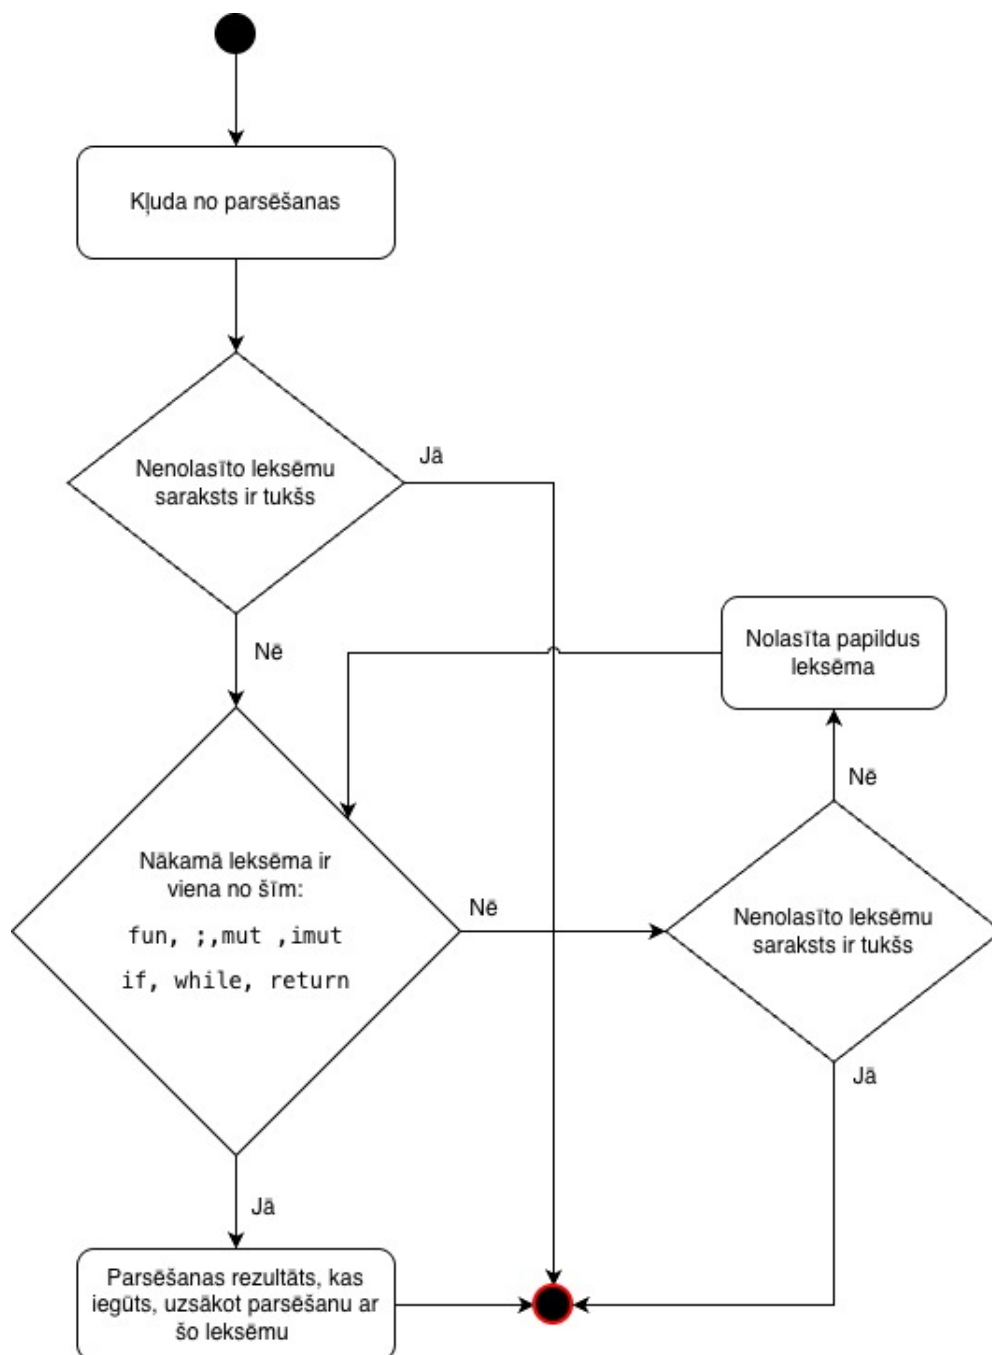 Kļuda no parsēšanas
Nenolasīto leksēmu
saraksts ir tukšs
Jā
Nē
Nolasīta papildus
leksēma
Nē
Nākamā leksēma ir
viena no šīm:
fun, ;,mut ,imut
if, while, return
Nē
Nenolasīto leksēmu
saraksts ir tukšs
Jā
Jā
Parsēšanas rezultāts, kas
iegūts, uzsākot parsēšanu ar
šo leksēmu